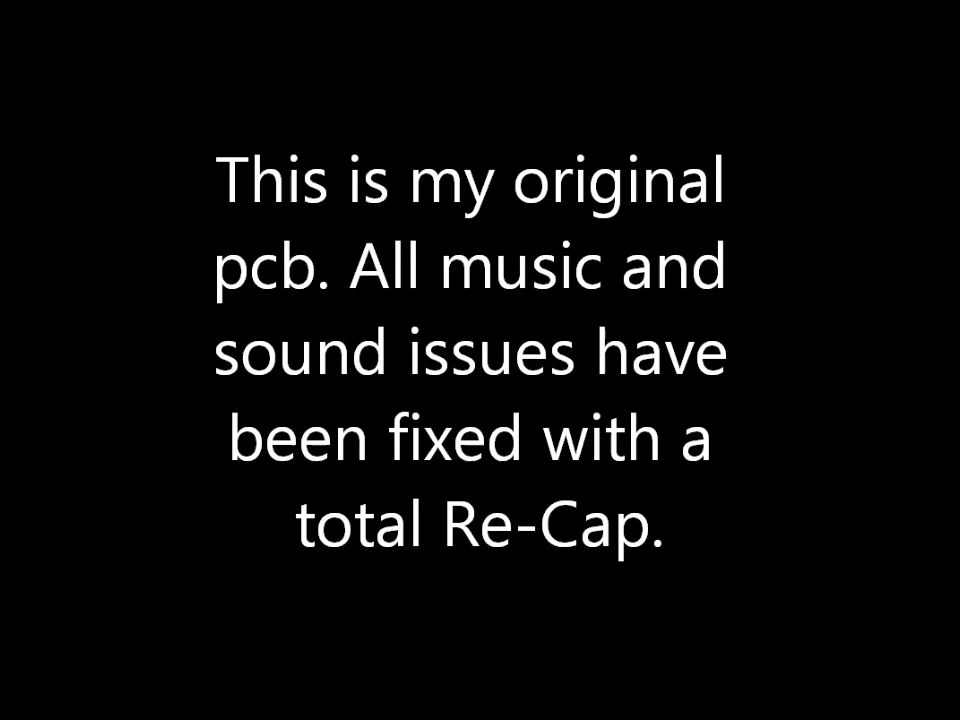 This is my original
pcb. All music and
sound issues have
been fixed with a
total Re-Cap.